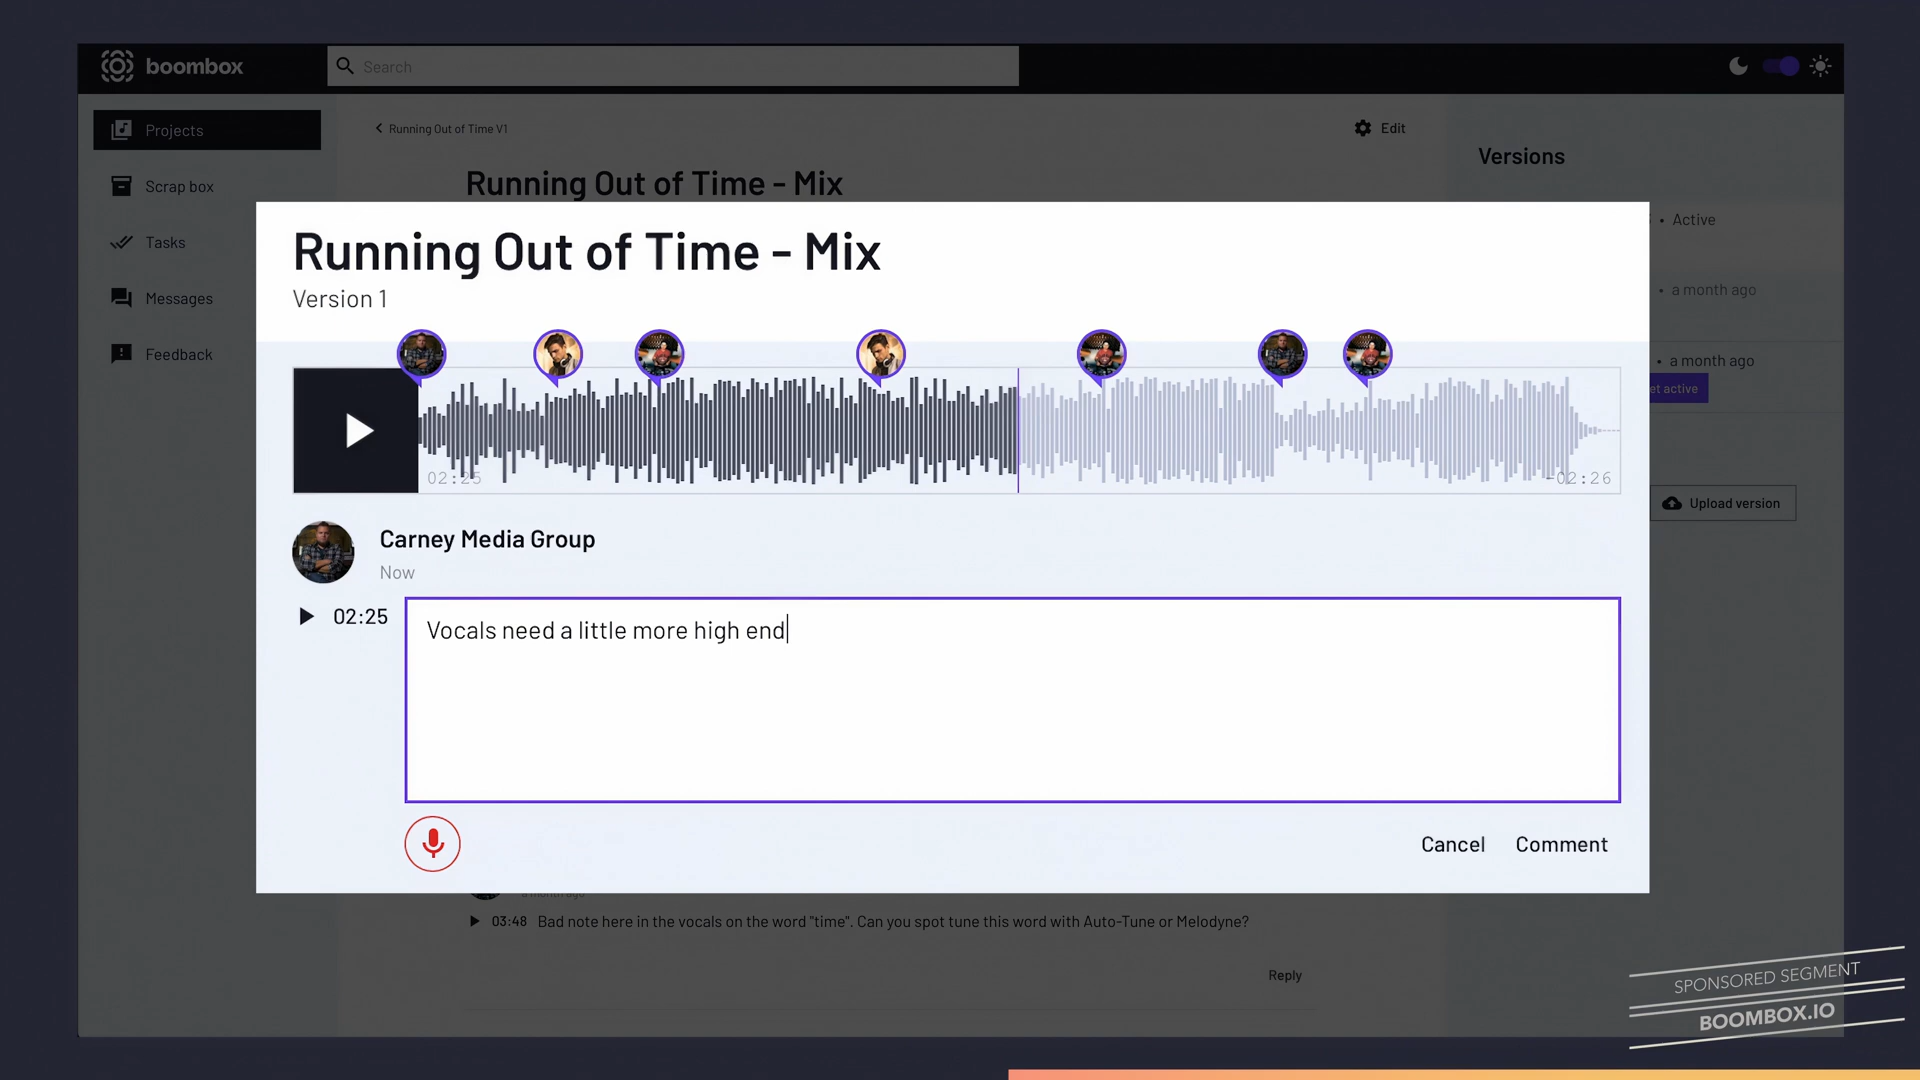 boombox
Search
Projects
Scrap box
Tasks
Messages
Feedback
Running Out of Time V1
Edit
Running Out of Time - Mix
Versions
• Active
• a month ago
• a month ago
et active
Upload version
Running Out of Time - Mix
Version 1
02:25
-02:26
Carney Media Group
Now
02:25
Vocals need a little more high end
Cancel
Comment
a month ago
03:48 Bad note here in the vocals on the word "time". Can you spot tune this word with Auto-Tune or Melodyne?
Reply
SPONSORED SEGMENT
BOOMBOX.IO